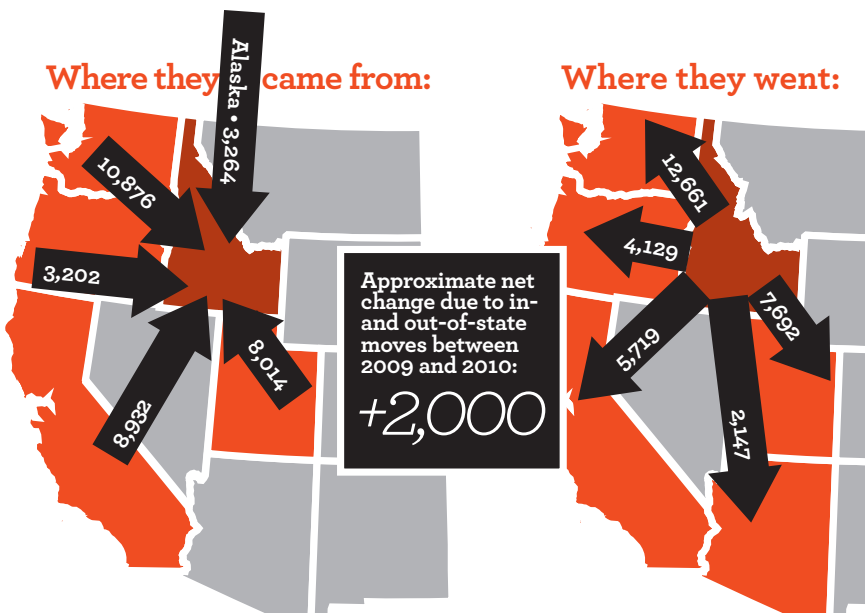 Where they came from:
Alaska • 3,264
10,876
3,202
8,932
8,014
Approximate net
change due to in-
and out-of-state
moves between
2009 and 2010:
+2,000
Where they went:
12,661
4,129
5,719
7,692
2,147